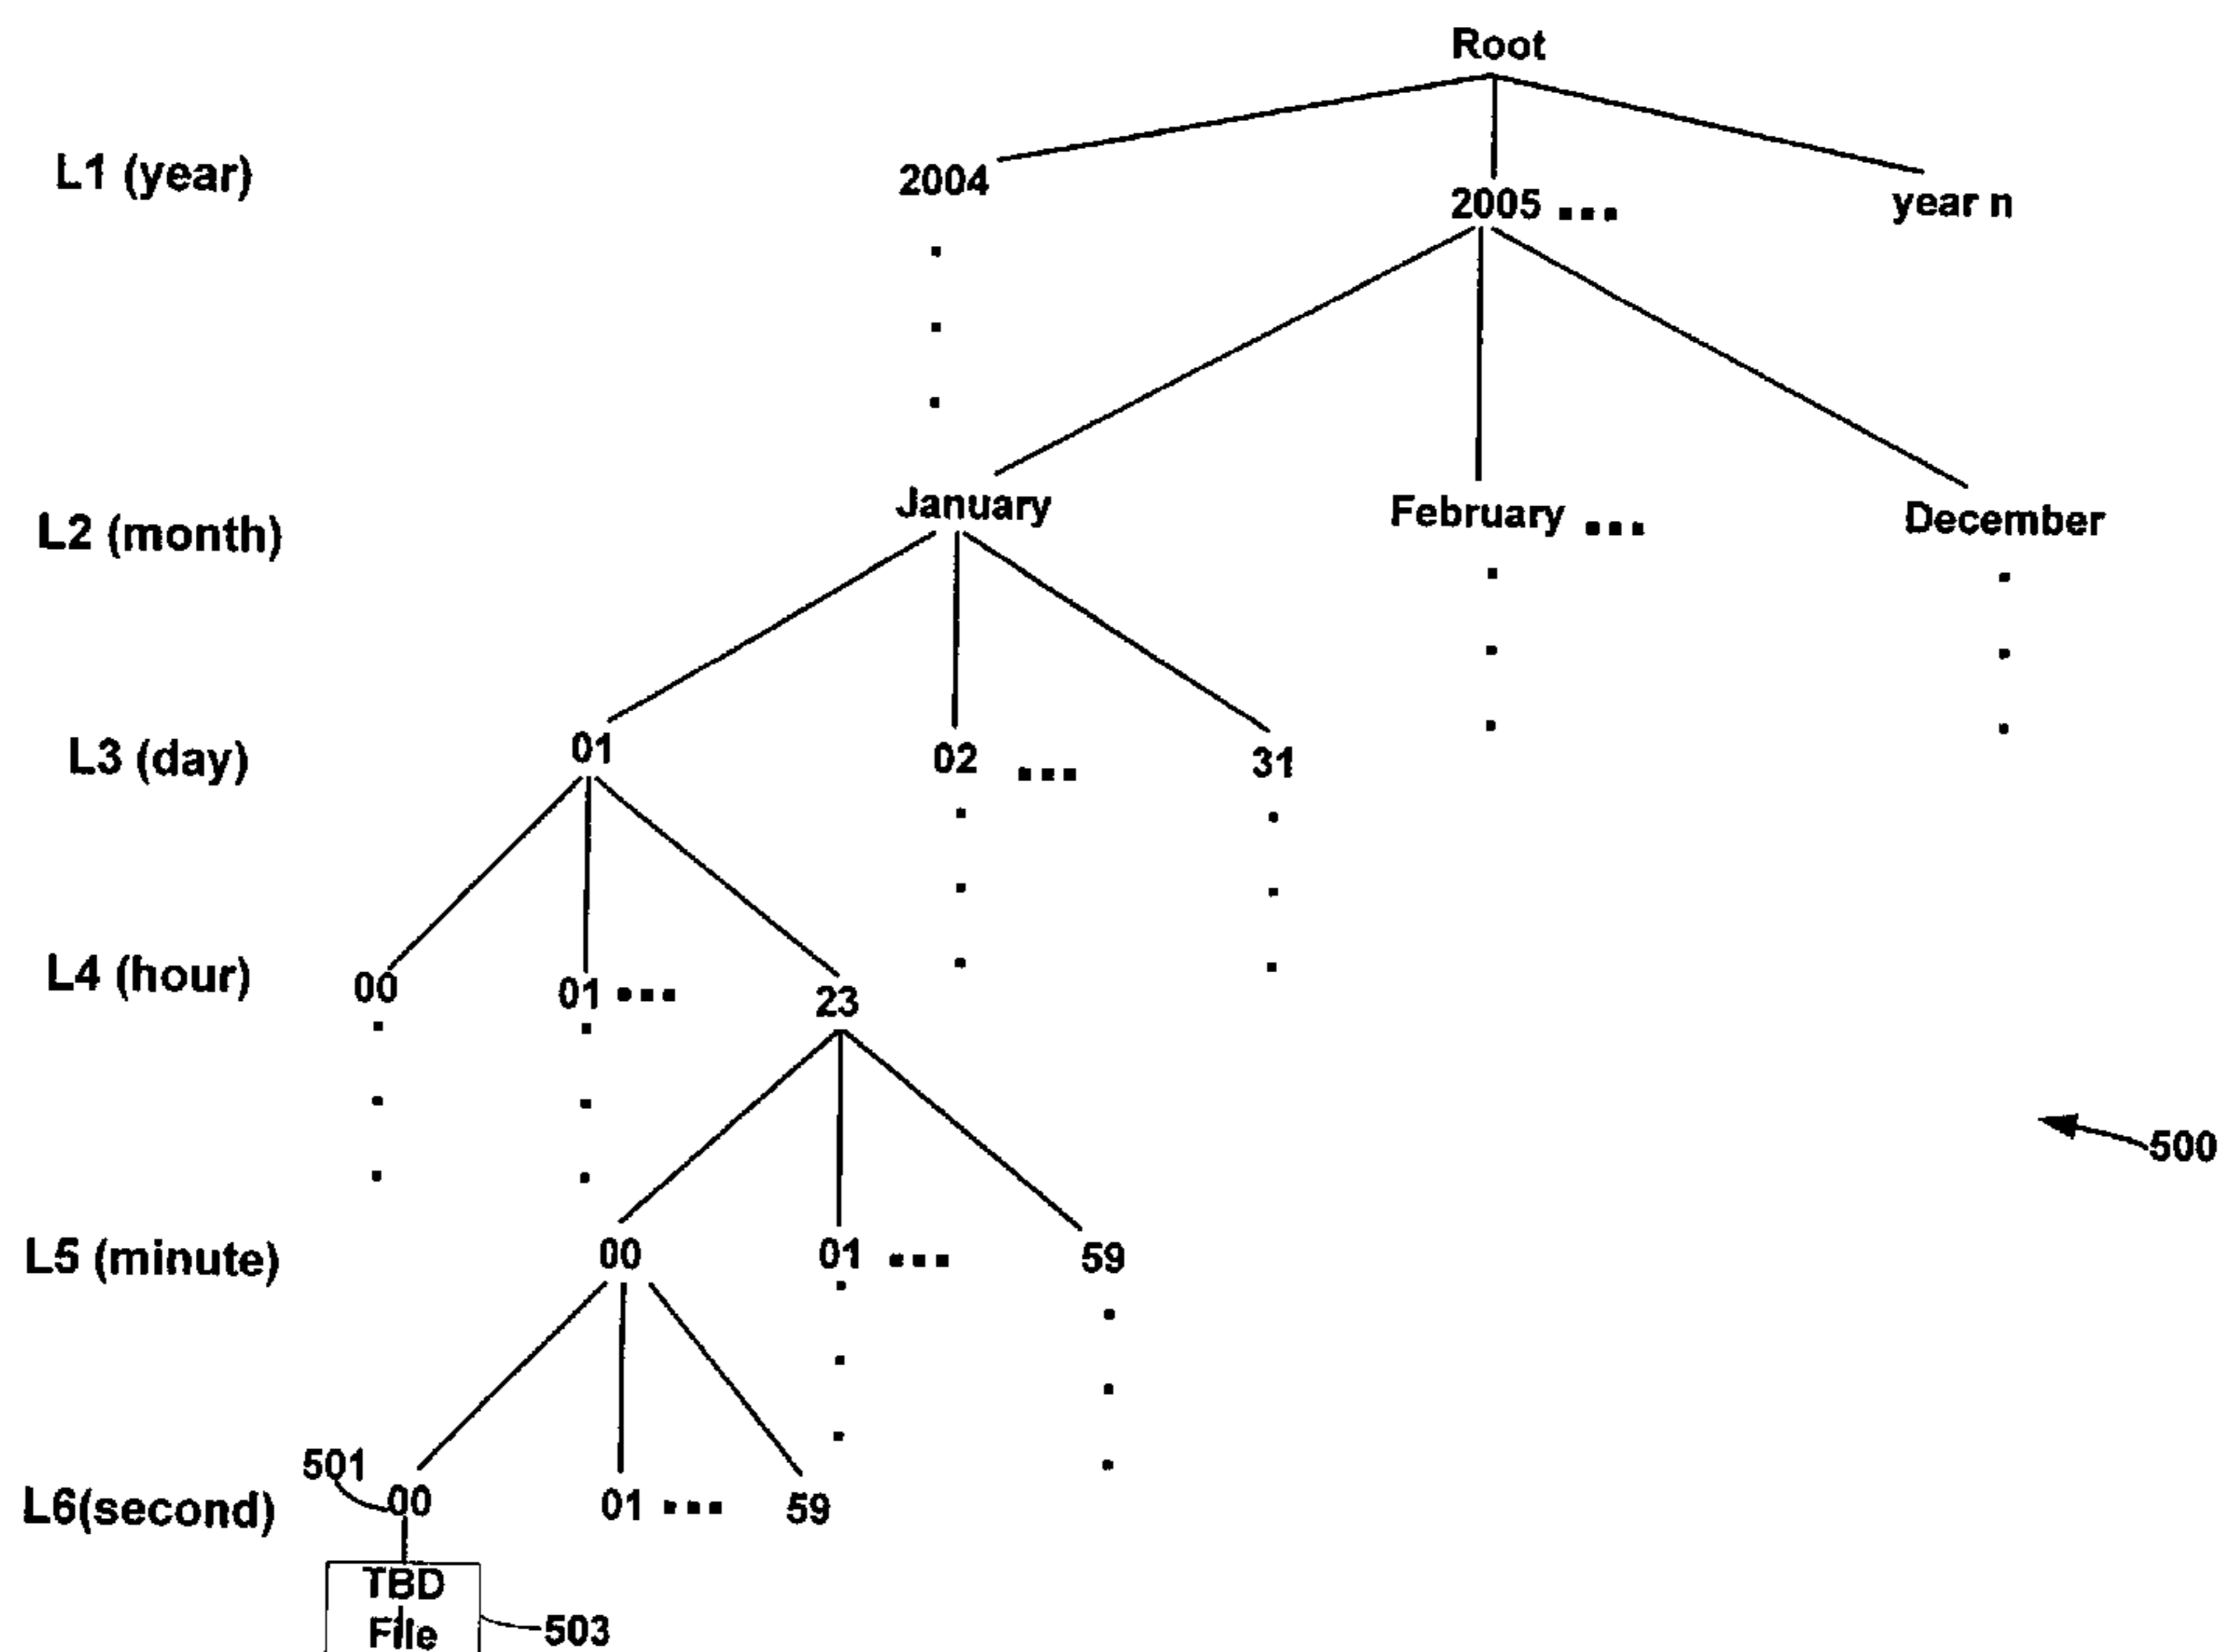 Root
L1 (year) 2004 2005 ... year n
L2 (month) January February ... December
L3 (day) 01 02 ... 31
L4 (hour) 00 01 ... 23
500
L5 (minute) 00 01 ... 59
501
L6(second) 00 01 ... 59
TBD
File 503